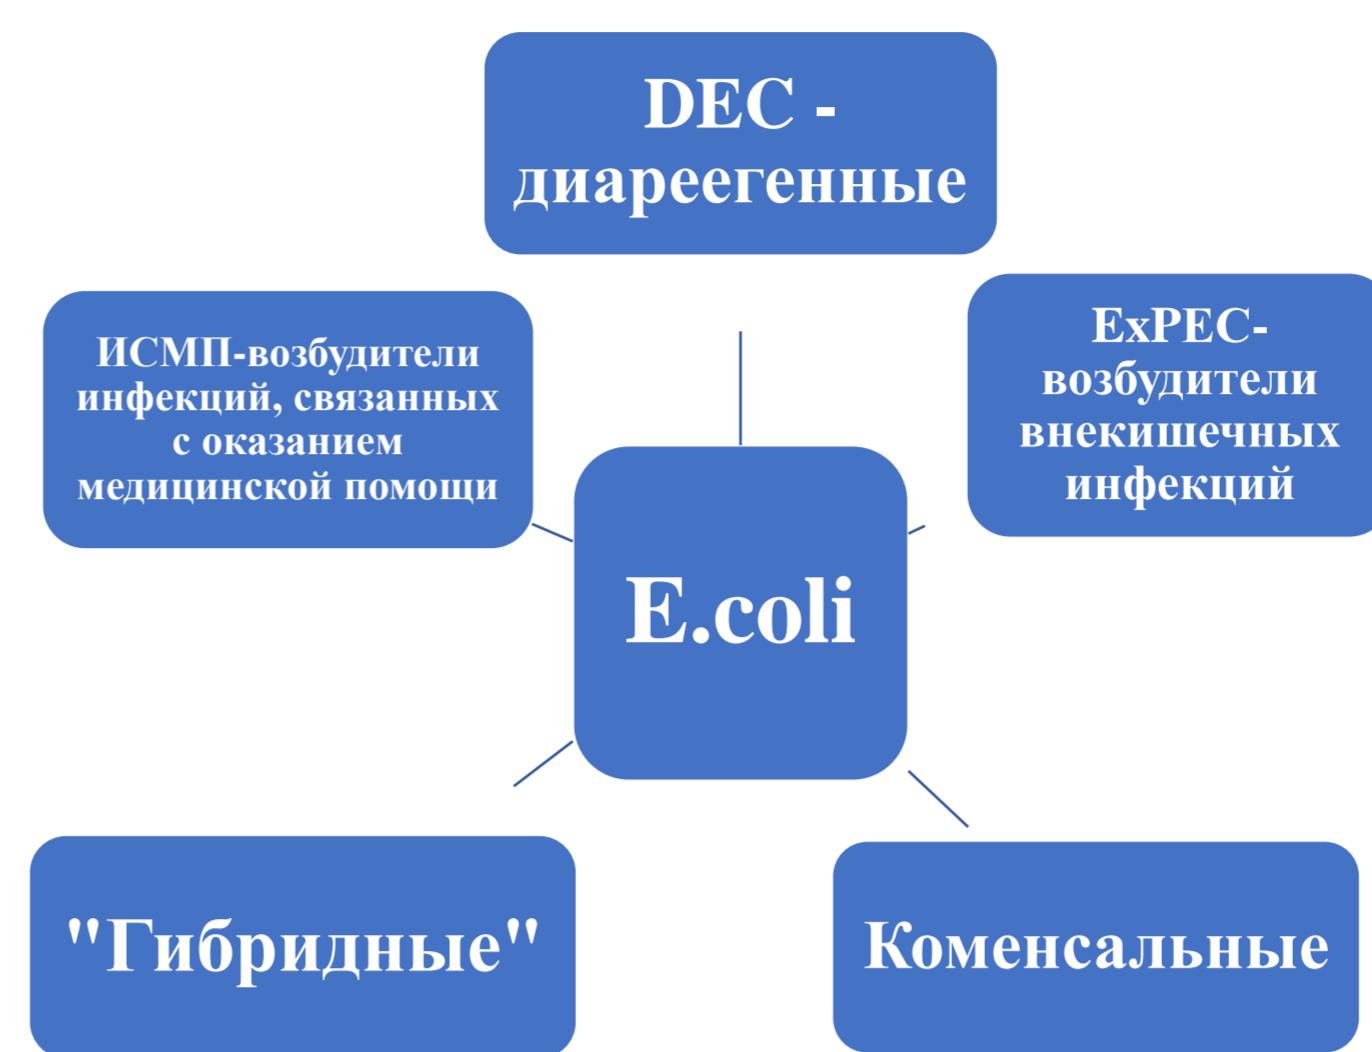 DEC -
диареегенные
ИСМП-возбудители
инфекций, связанных
с оказанием
медицинской помощи
ExPEC-
возбудители
внекишечных
инфекций
E.coli
"Гибридные"
Коменсальные